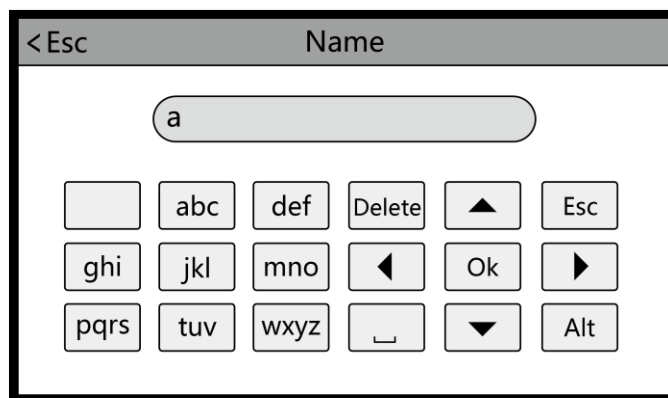 <Esc Name
a
abc def Delete ▲ Esc
ghi jkl mno ◀ Ok ▶
pqrs tuv wxyz ⎵ ▼ Alt